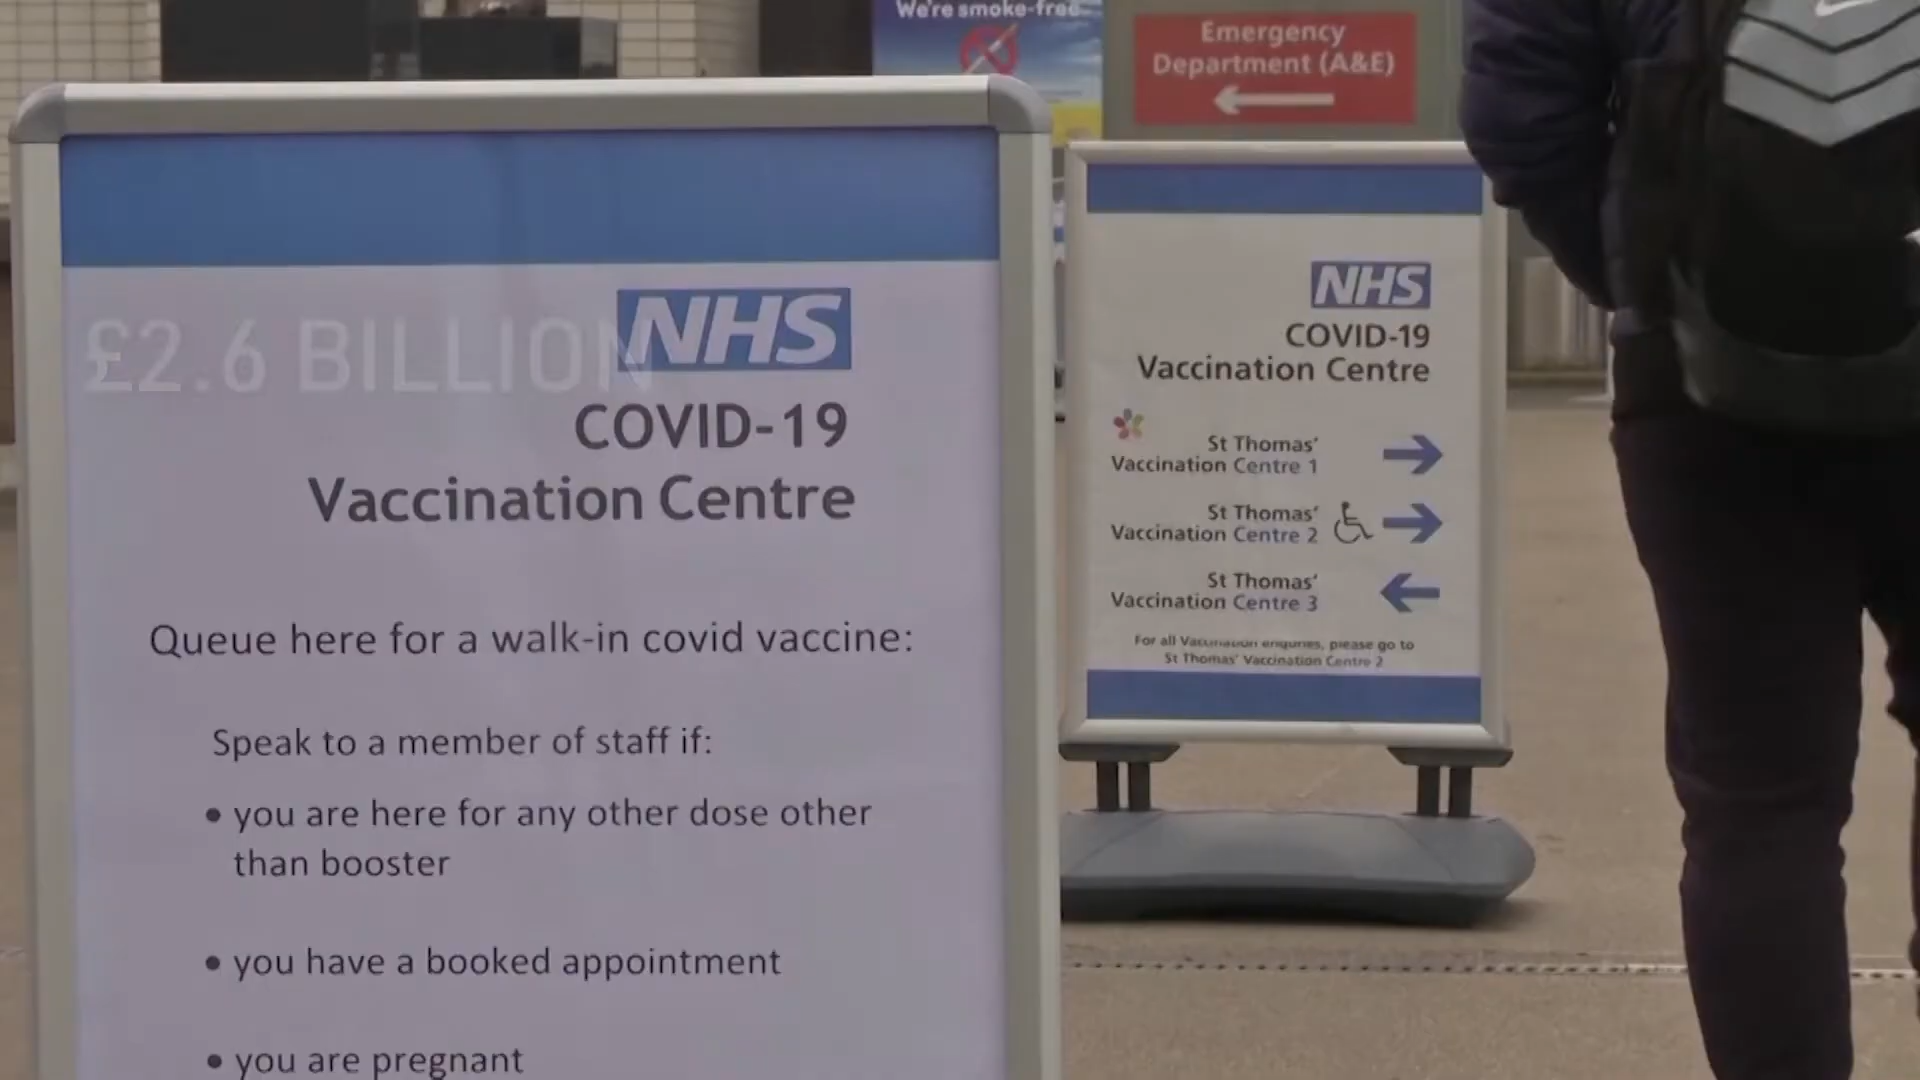 We're smoke-free
Emergency
Department (A&E)
£2.6 BILLION
NHS
COVID-19
Vaccination Centre
Queue here for a walk-in covid vaccine:
Speak to a member of staff if:
• you are here for any other dose other
than booster
• you have a booked appointment
• you are pregnant
NHS
COVID-19
Vaccination Centre
St Thomas'
Vaccination Centre 1
St Thomas'
Vaccination Centre 2
St Thomas'
Vaccination Centre 3
For all Vaccination enquiries, please go to
St Thomas' Vaccination Centre 2